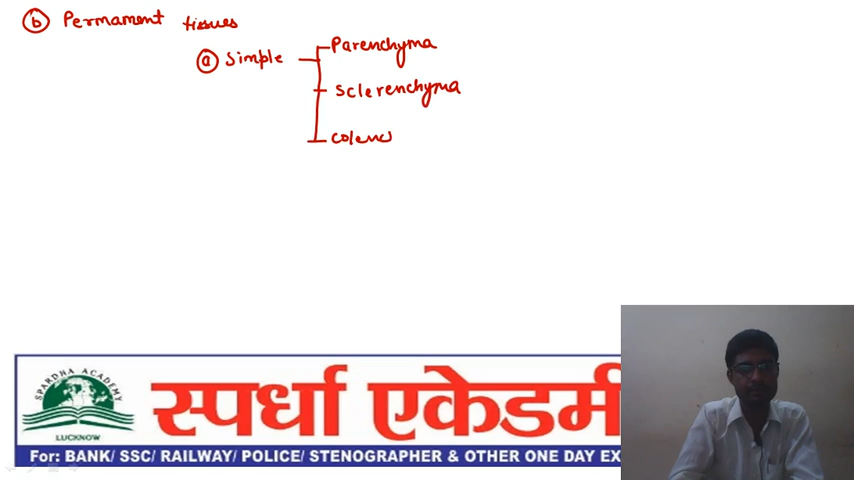 b Permament tissues
a Simple
Parenchyma
Sclerenchyma
Colenc
SPARDHA ACADEMY
LUCKNOW
स्पर्धा एकेडमी
For: BANK/ SSC/ RAILWAY/ POLICE/ STENOGRAPHER & OTHER ONE DAY EX